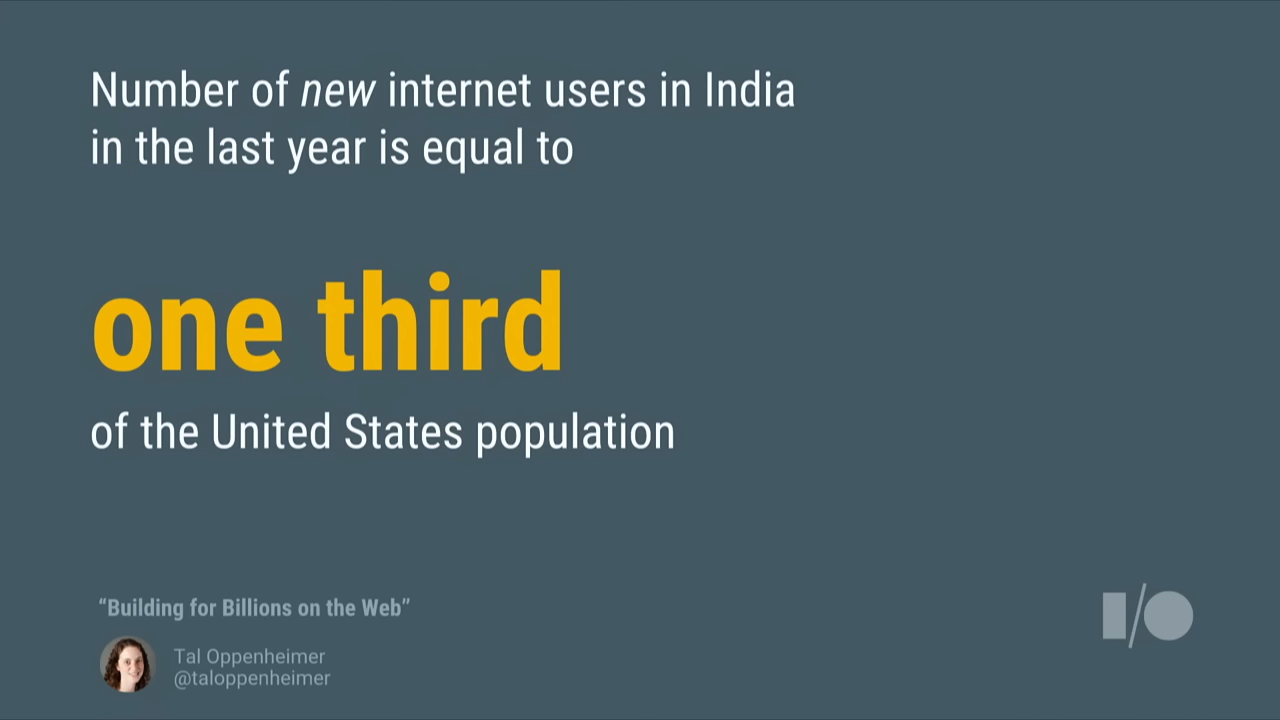 Number of new internet users in India
in the last year is equal to
one third
of the United States population
“Building for Billions on the Web”
Tal Oppenheimer
@taloppenheimer
I/O